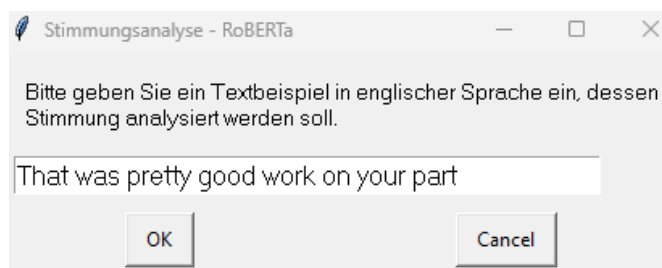 Stimmungsanalyse - RoBERTa
Bitte geben Sie ein Textbeispiel in englischer Sprache ein, dessen
Stimmung analysiert werden soll.
That was pretty good work on your part
OK Cancel